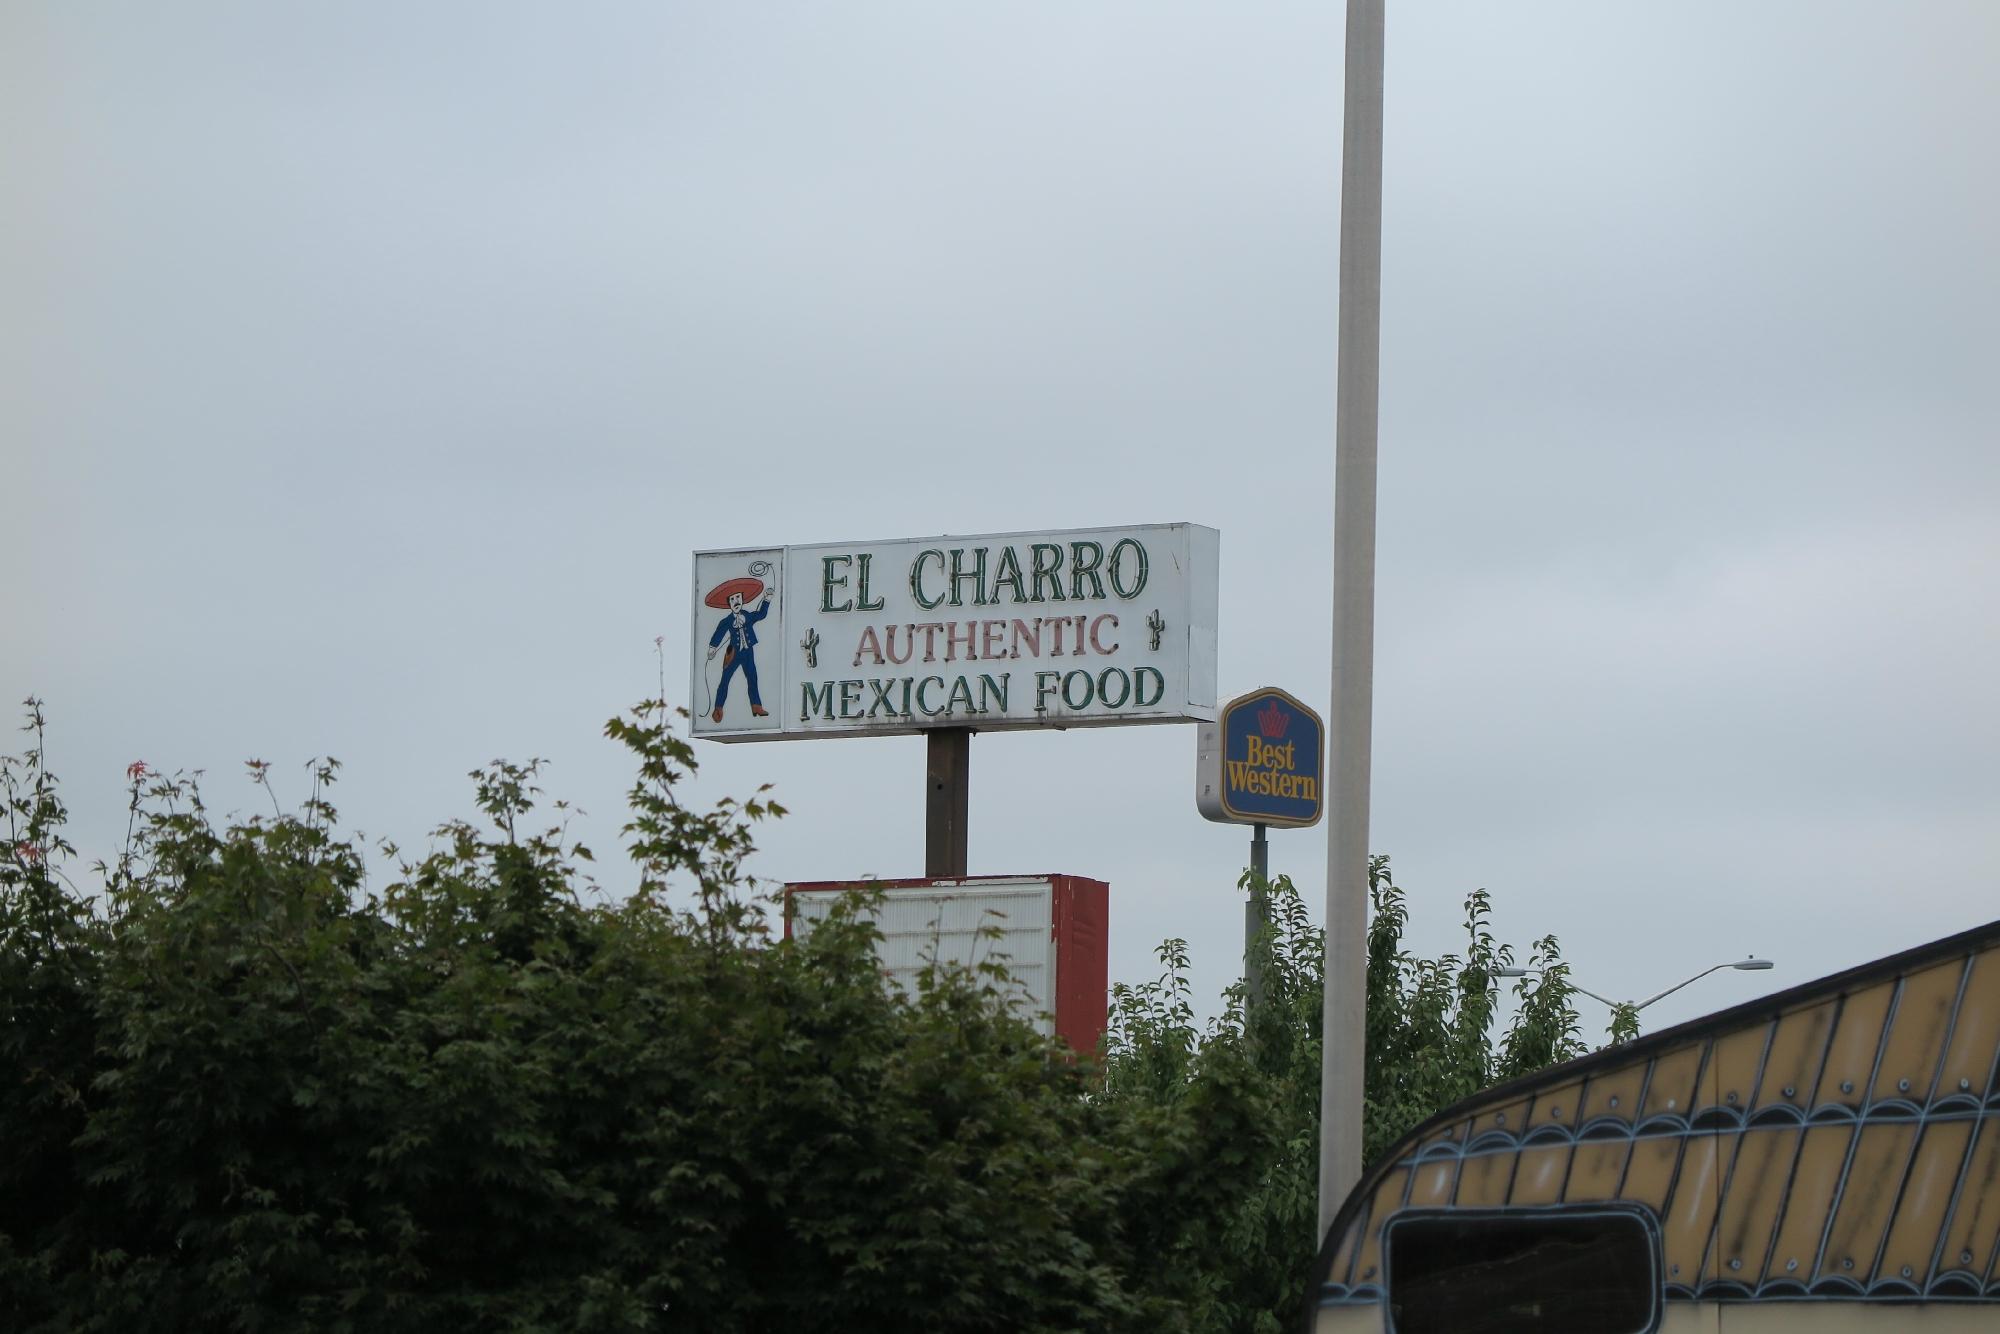 EL CHARRO
AUTHENTIC
MEXICAN FOOD
Best
Western